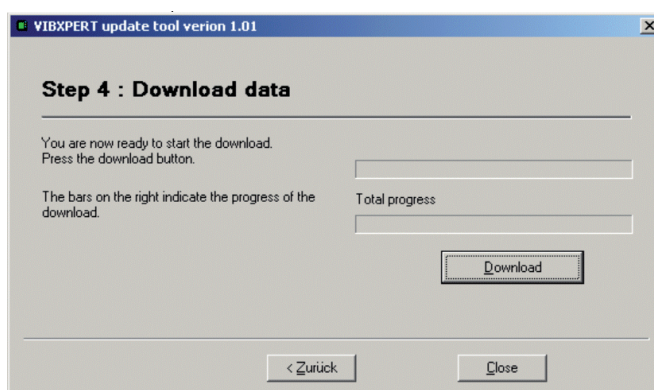 VIBXPERT update tool verion 1.01
Step 4 : Download data
You are now ready to start the download.
Press the download button.
The bars on the right indicate the progress of the
download.
Total progress
Download
< Zurück
Close